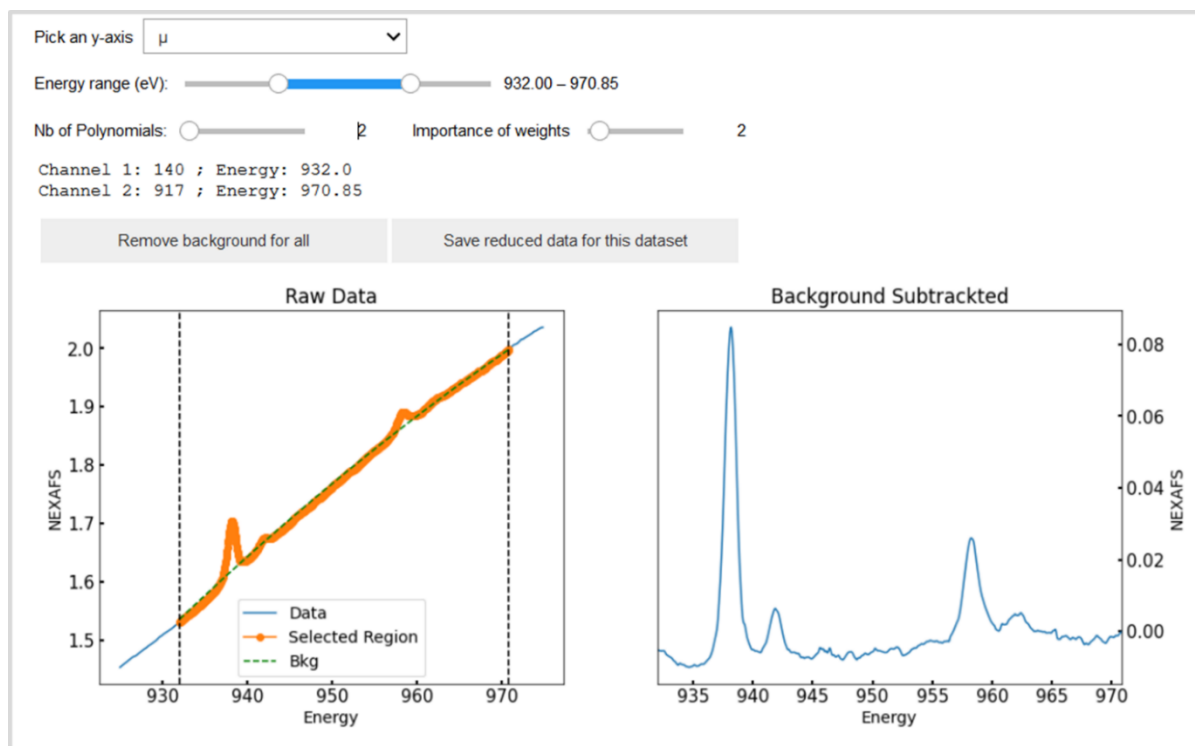 Pick an y-axis μ
Energy range (eV): 932.00 – 970.85
Nb of Polynomials: 2 Importance of weights 2
Channel 1: 140 ; Energy: 932.0
Channel 2: 917 ; Energy: 970.85
Remove background for all Save reduced data for this dataset
Raw Data
2.0
1.9
1.8
1.7
1.6
1.5
NEXAFS
Data
Selected Region
Bkg
930 940 950 960 970
Energy
Background Subtrackted
0.08
0.06
0.04
0.02
0.00
NEXAFS
935 940 945 950 955 960 965 970
Energy